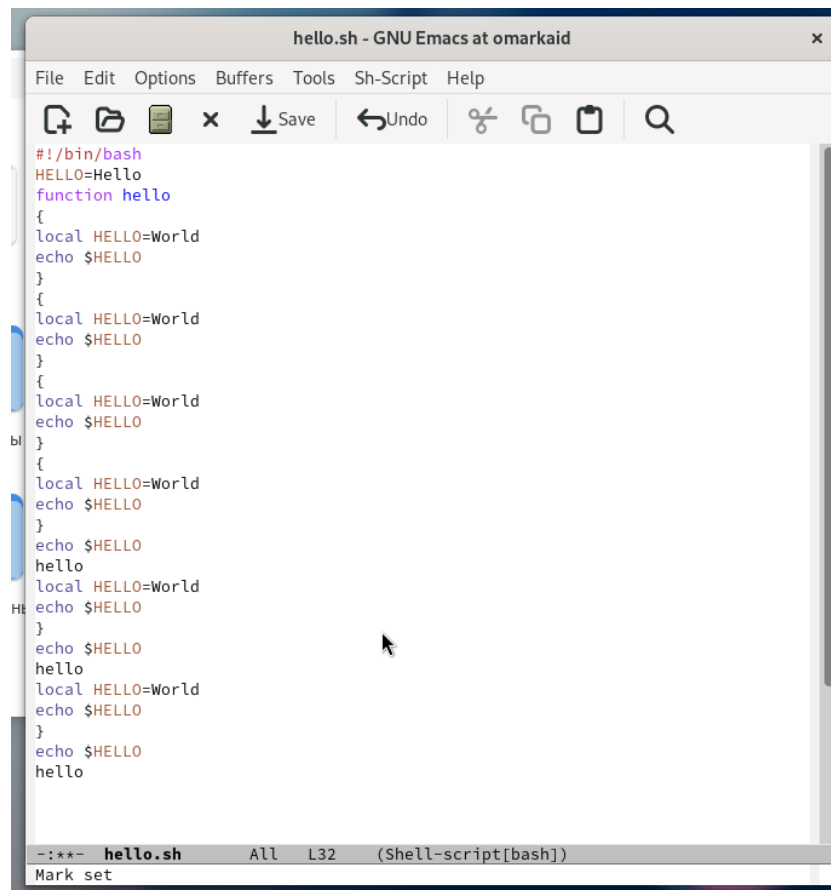 hello.sh - GNU Emacs at omarkaid ×
File Edit Options Buffers Tools Sh-Script Help
Save Undo
#!/bin/bash
HELLO=Hello
function hello
{
local HELLO=World
echo $HELLO
}
{
local HELLO=World
echo $HELLO
}
{
local HELLO=World
echo $HELLO
}
{
local HELLO=World
echo $HELLO
}
echo $HELLO
hello
local HELLO=World
echo $HELLO
}
echo $HELLO
hello
local HELLO=World
echo $HELLO
}
echo $HELLO
hello
-:**- hello.sh All L32 (Shell-script[bash])
Mark set